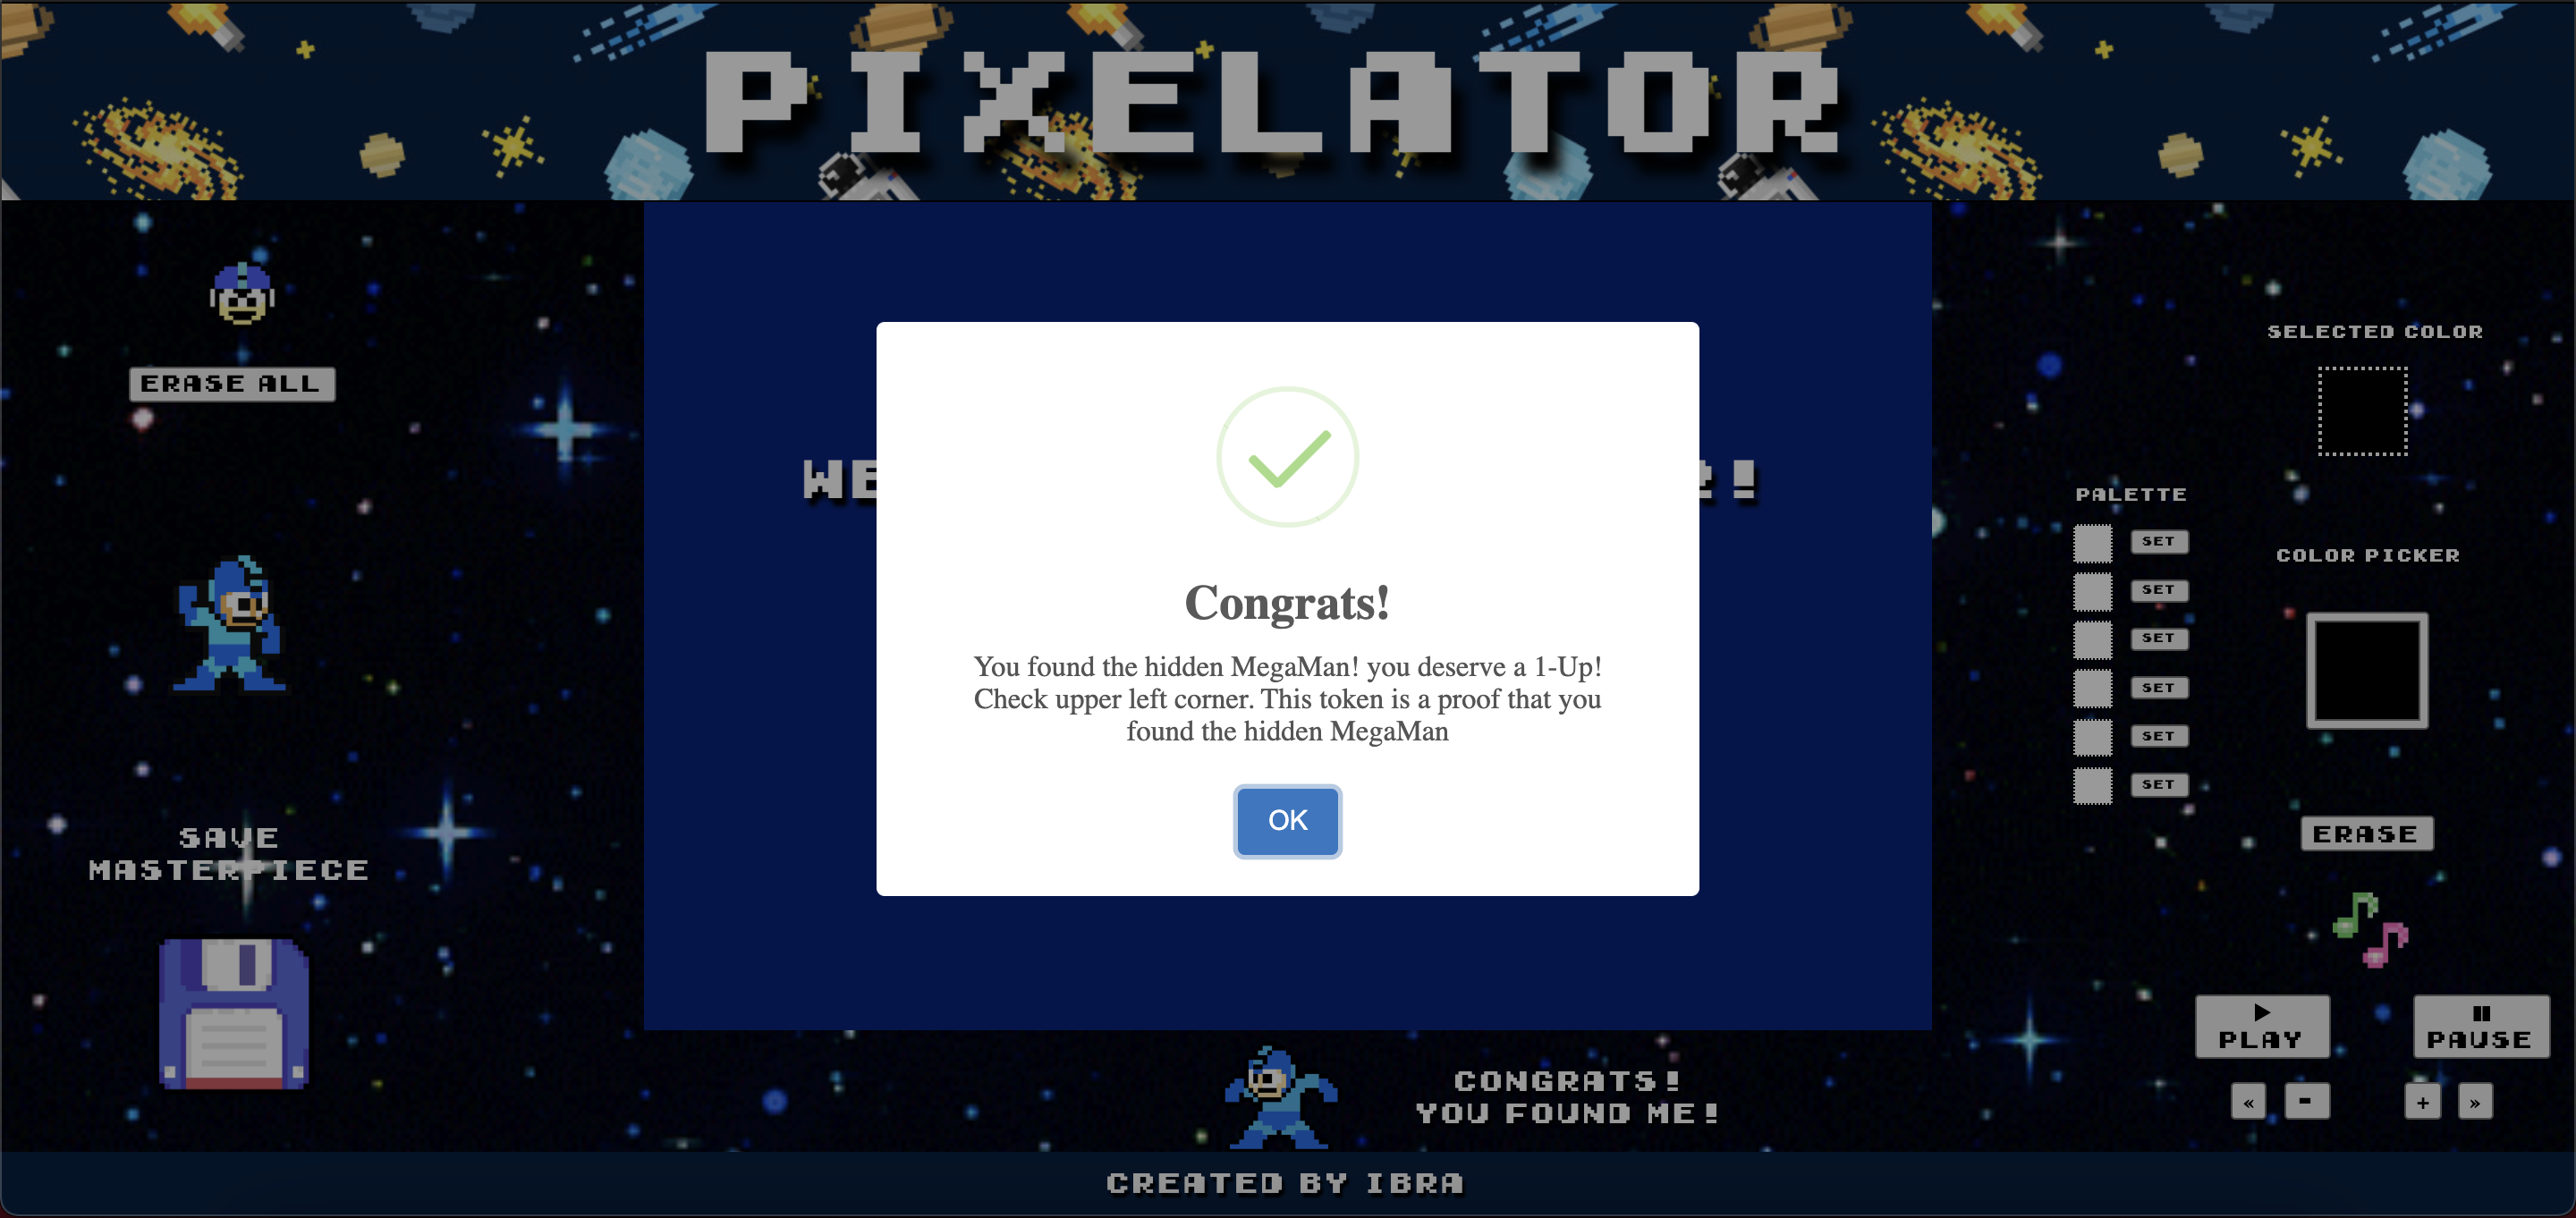 PIXELATOR
ERASE ALL
SAVE
MASTERPIECE
Congrats!
You found the hidden MegaMan! you deserve a 1-Up!
Check upper left corner. This token is a proof that you
found the hidden MegaMan
OK
SELECTED COLOR
PALETTE
SET
SET
SET
SET
SET
SET
COLOR PICKER
ERASE
PLAY
PAUSE
«
-
+
»
CONGRATS!
YOU FOUND ME!
CREATED BY IBRA